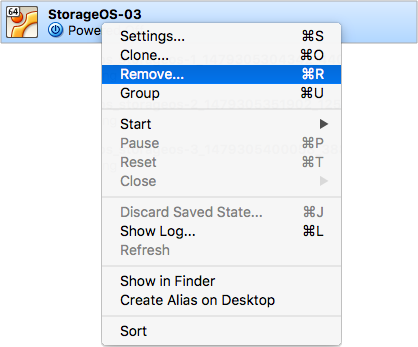 64
StorageOS-03
Powe
Settings... ⌘S
Clone... ⌘O
Remove... ⌘R
Group ⌘U
Start ▶
Pause ⌘P
Reset ⌘T
Close ▶
Discard Saved State... ⌘J
Show Log... ⌘L
Refresh
Show in Finder
Create Alias on Desktop
Sort